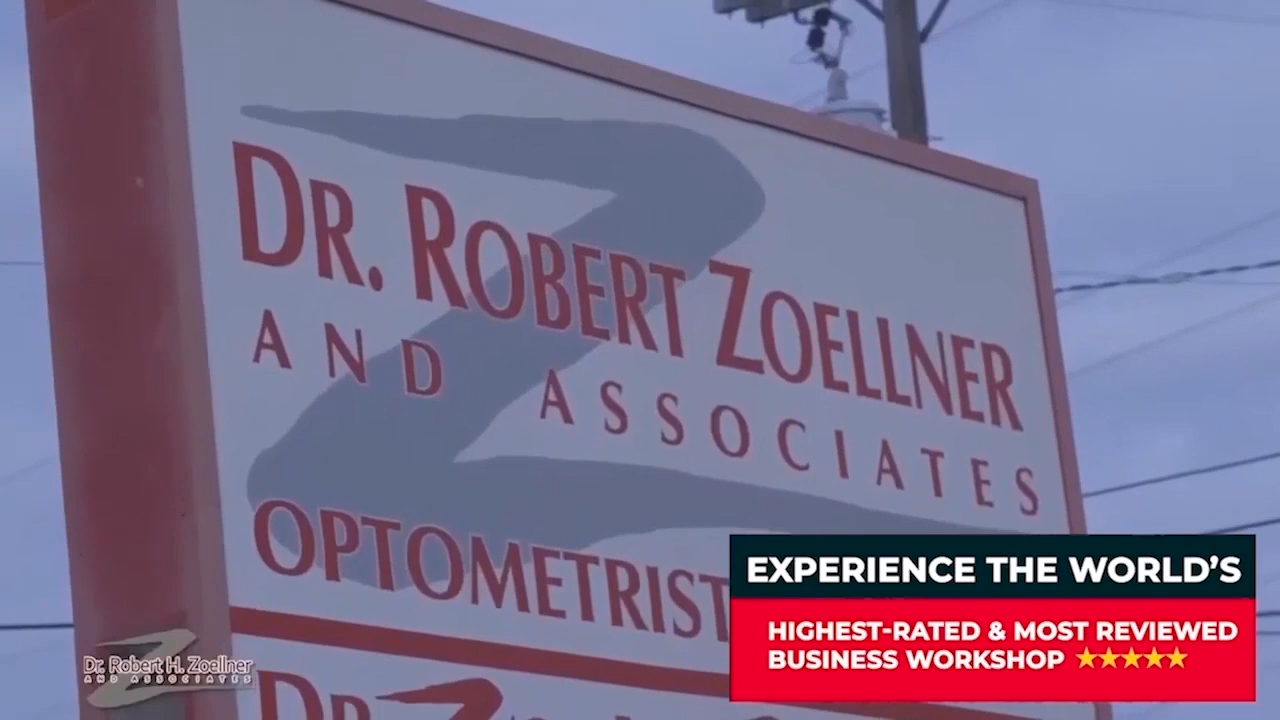 DR. ROBERT ZOELLNER
AND ASSOCIATES
OPTOMETRIST
EXPERIENCE THE WORLD'S
HIGHEST-RATED & MOST REVIEWED
BUSINESS WORKSHOP
Dr. Robert H. Zoellner
AND ASSOCIATES
DR